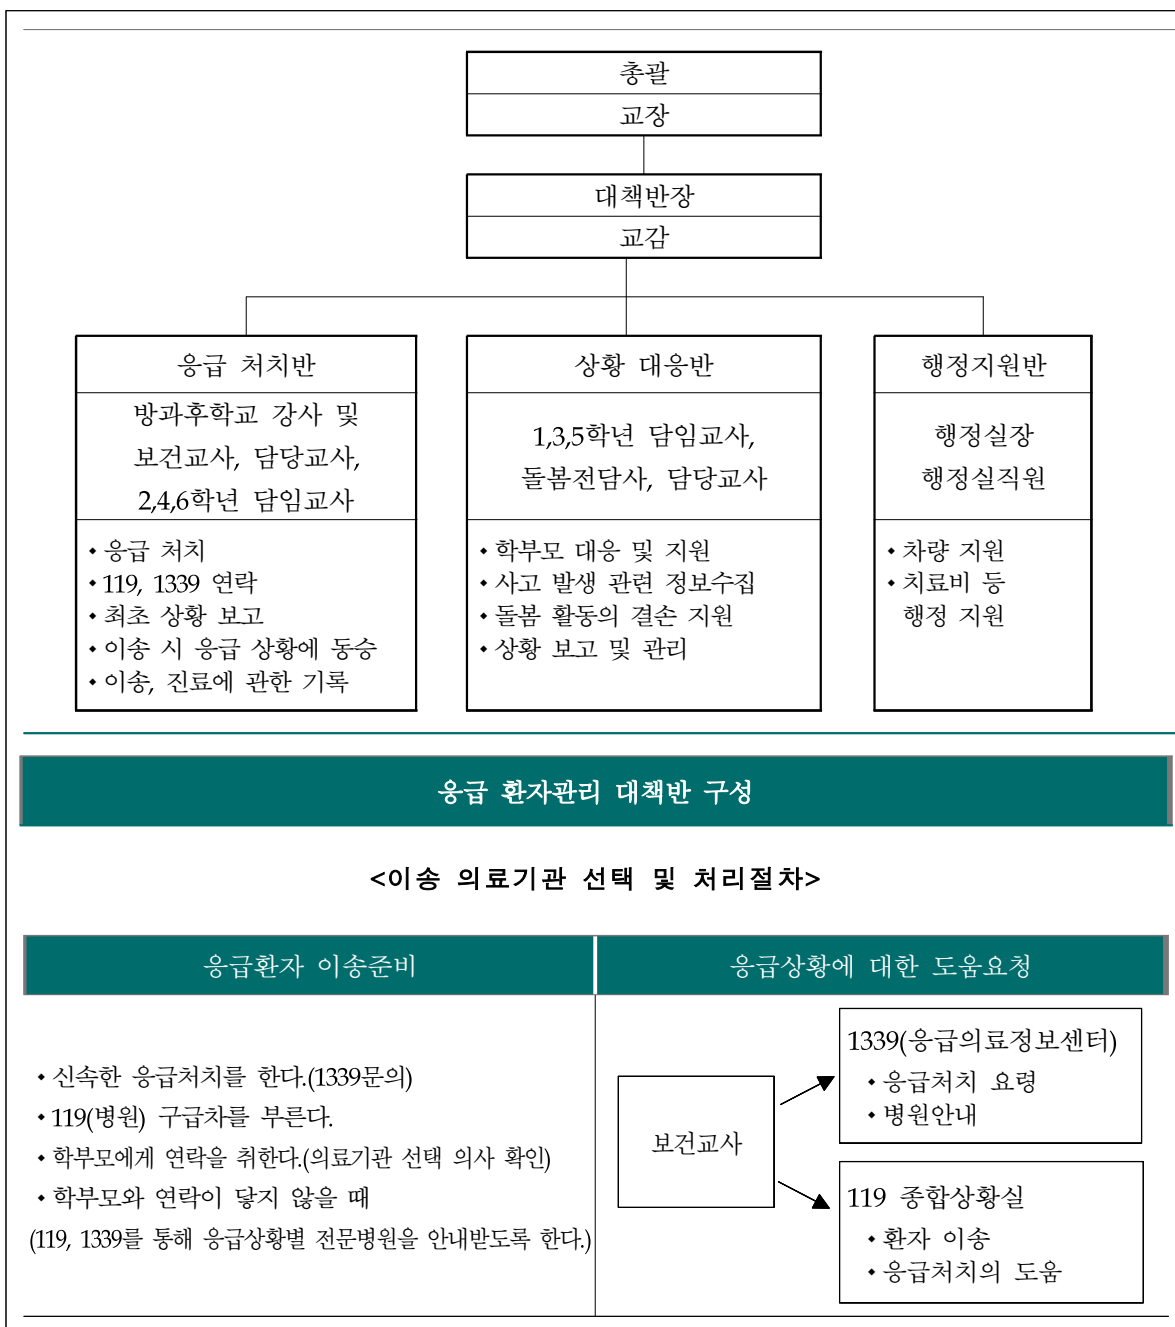 총괄
교장
대책반장
교감
응급 처치반
방과후학교 강사 및
보건교사, 담당교사,
2,4,6학년 담임교사
• 응급 처치
• 119, 1339 연락
• 최초 상황 보고
• 이송 시 응급 상황에 동승
• 이송, 진료에 관한 기록
상황 대응반
1,3,5학년 담임교사,
돌봄전담사, 담당교사
• 학부모 대응 및 지원
• 사고 발생 관련 정보수집
• 돌봄 활동의 결손 지원
• 상황 보고 및 관리
행정지원반
행정실장
행정실직원
• 차량 지원
• 치료비 등
행정 지원
응급 환자관리 대책반 구성
<이송 의료기관 선택 및 처리절차>
응급환자 이송준비
• 신속한 응급처치를 한다.(1339문의)
• 119(병원) 구급차를 부른다.
• 학부모에게 연락을 취한다.(의료기관 선택 의사 확인)
• 학부모와 연락이 닿지 않을 때
(119, 1339를 통해 응급상황별 전문병원을 안내받도록 한다.)
응급상황에 대한 도움요청
보건교사
1339(응급의료정보센터)
• 응급처치 요령
• 병원안내
119 종합상황실
• 환자 이송
• 응급처치의 도움